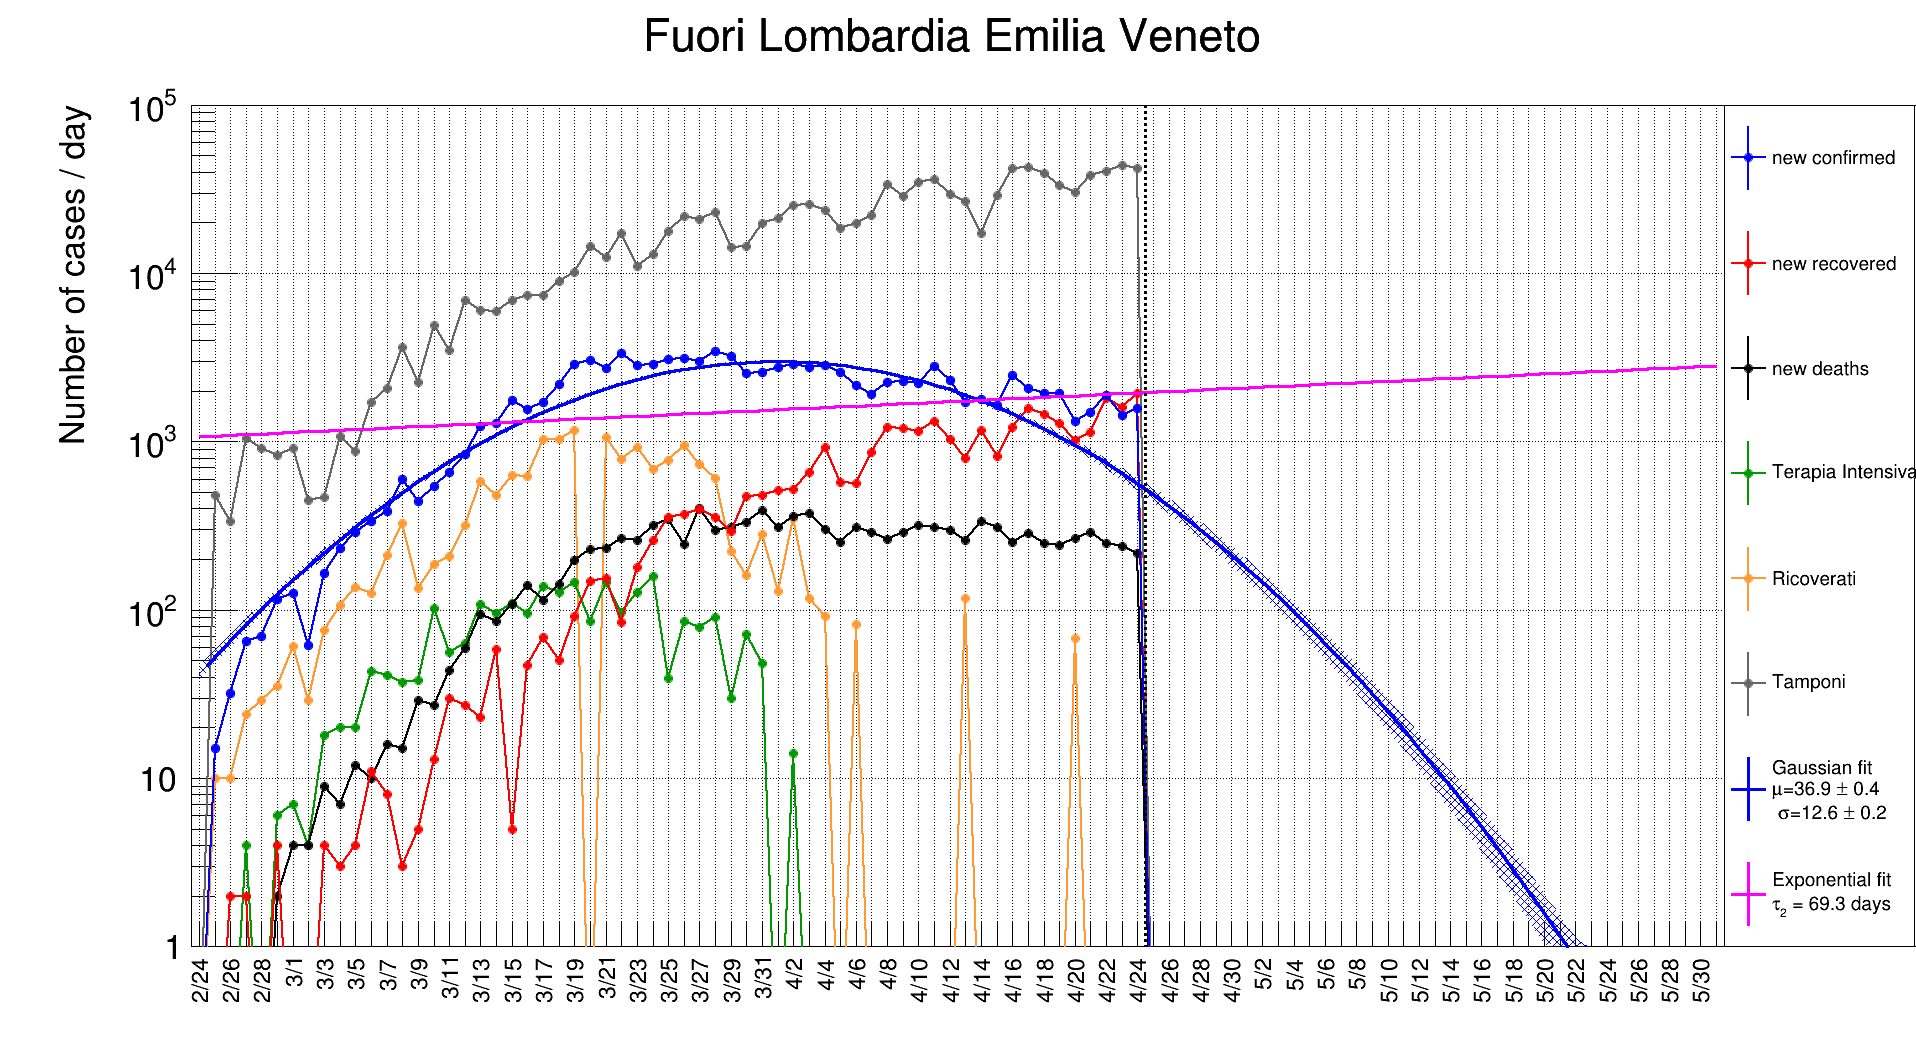 Fuori Lombardia Emilia Veneto
Number of cases / day
10^5
10^4
10^3
10^2
10
1
2/24 2/26 2/28 3/1 3/3 3/5 3/7 3/9 3/11 3/13 3/15 3/17 3/19 3/21 3/23 3/25 3/27 3/29 3/31 4/2 4/4 4/6 4/8 4/10 4/12 4/14 4/16 4/18 4/20 4/22 4/24 4/26 4/28 4/30 5/2 5/4 5/6 5/8 5/10 5/12 5/14 5/16 5/18 5/20 5/22 5/24 5/26 5/28 5/30
new confirmed
new recovered
new deaths
Terapia Intensiva
Ricoverati
Tamponi
Gaussian fit
μ=36.9 ± 0.4
σ=12.6 ± 0.2
Exponential fit
τ₂ = 69.3 days